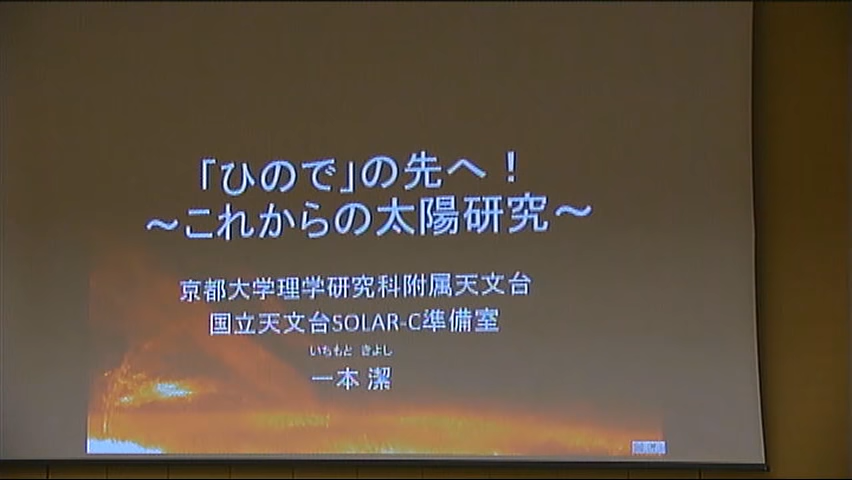 「ひので」の先へ！
～これからの太陽研究～
京都大学理学研究科附属天文台
国立天文台SOLAR-C準備室
いちもと きよし
一本 潔